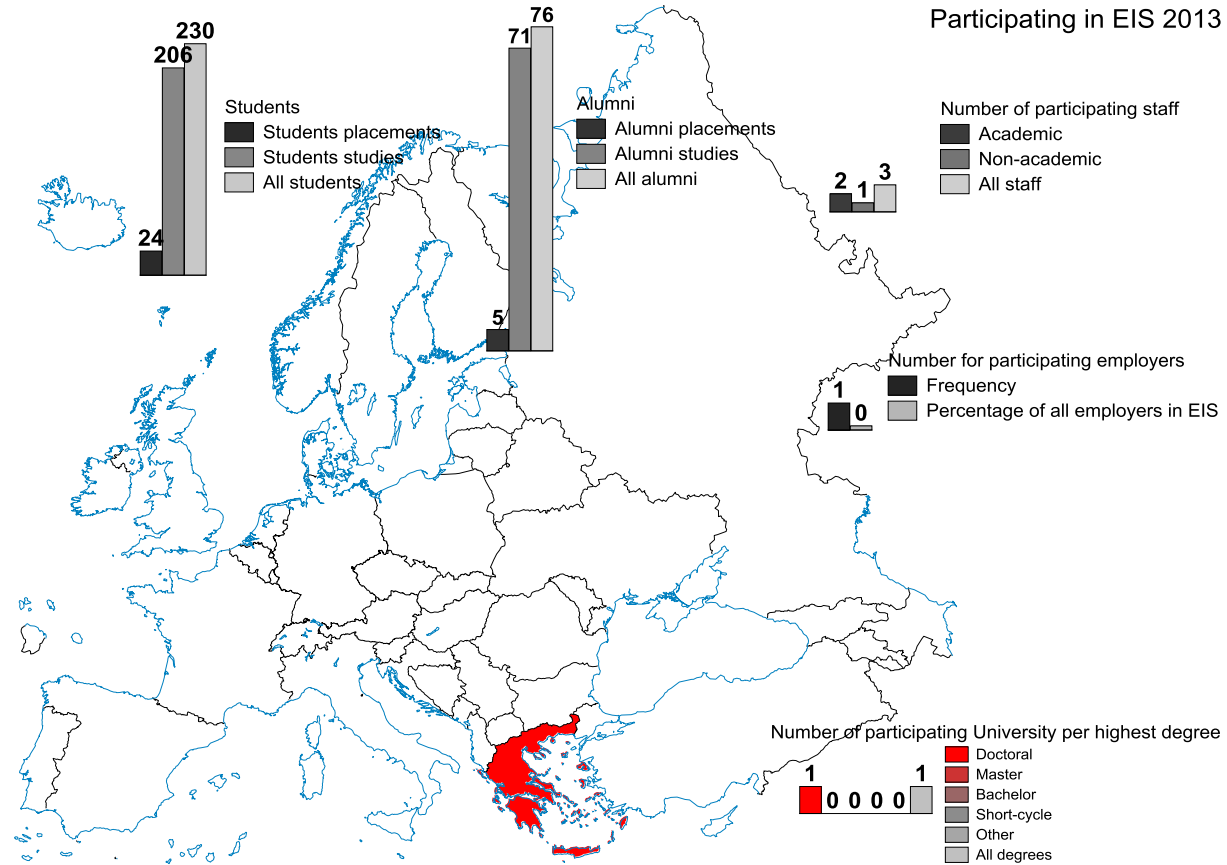 Participating in EIS 2013
230
206
24
Students
Students placements
Students studies
All students
76
71
5
Alumni
Alumni placements
Alumni studies
All alumni
2
1
3
Number of participating staff
Academic
Non-academic
All staff
1
0
Number for participating employers
Frequency
Percentage of all employers in EIS
Number of participating University per highest degree
1 0 0 0 0 1
Doctoral
Master
Bachelor
Short-cycle
Other
All degrees